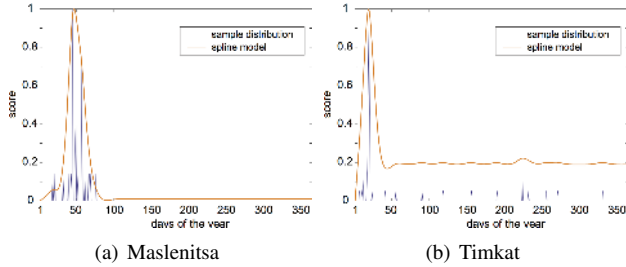 1
0.8
0.6
0.4
0.2
0
score
sample distribution
spline model
1 50 100 150 200 250 300 350
days of the year
(a) Maslenitsa
1
0.8
0.6
0.4
0.2
0
score
sample distribution
spline model
1 50 100 150 200 250 300 350
days of the year
(b) Timkat